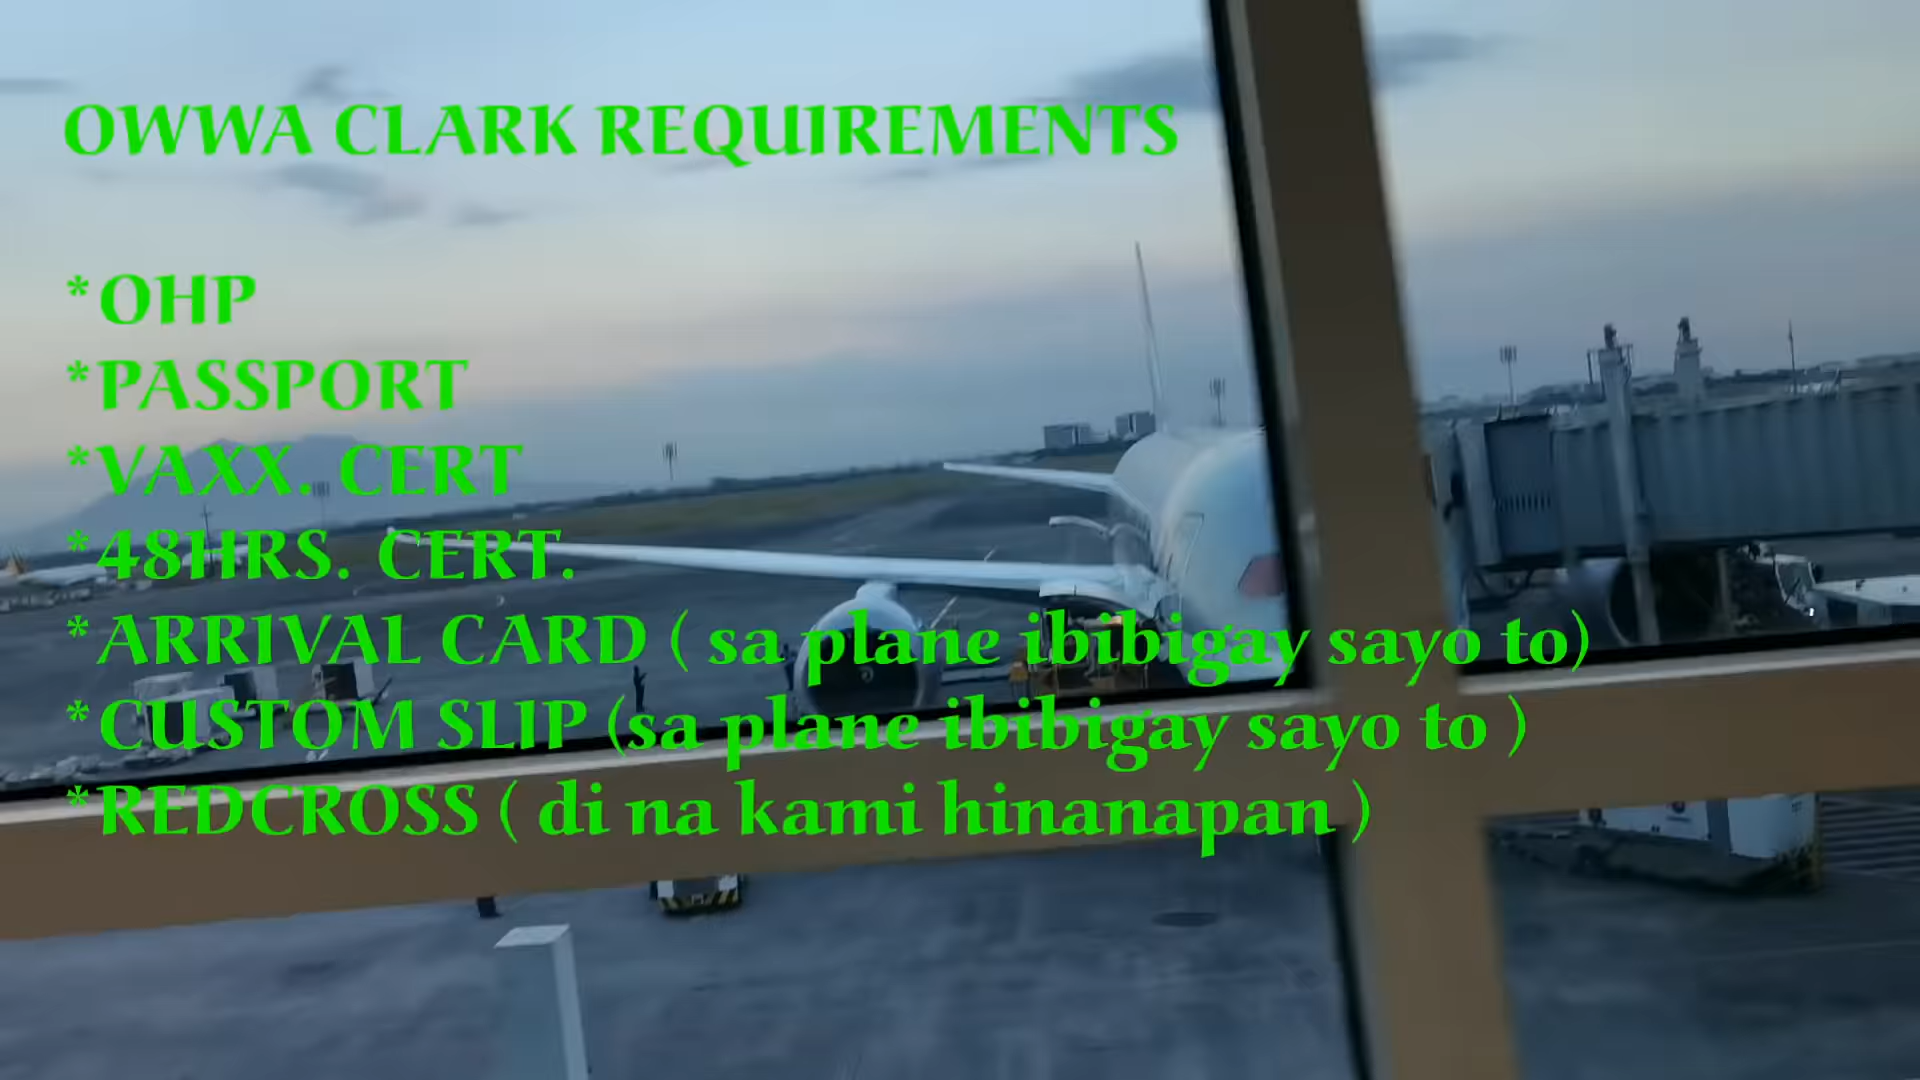 OWWA CLARK REQUIREMENTS
*OHP
*PASSPORT
*VAXX. CERT
*48HRS. CERT.
*ARRIVAL CARD ( sa plane ibibigay sayo to)
*CUSTOM SLIP (sa plane ibibigay sayo to )
*REDCROSS ( di na kami hinanapan )